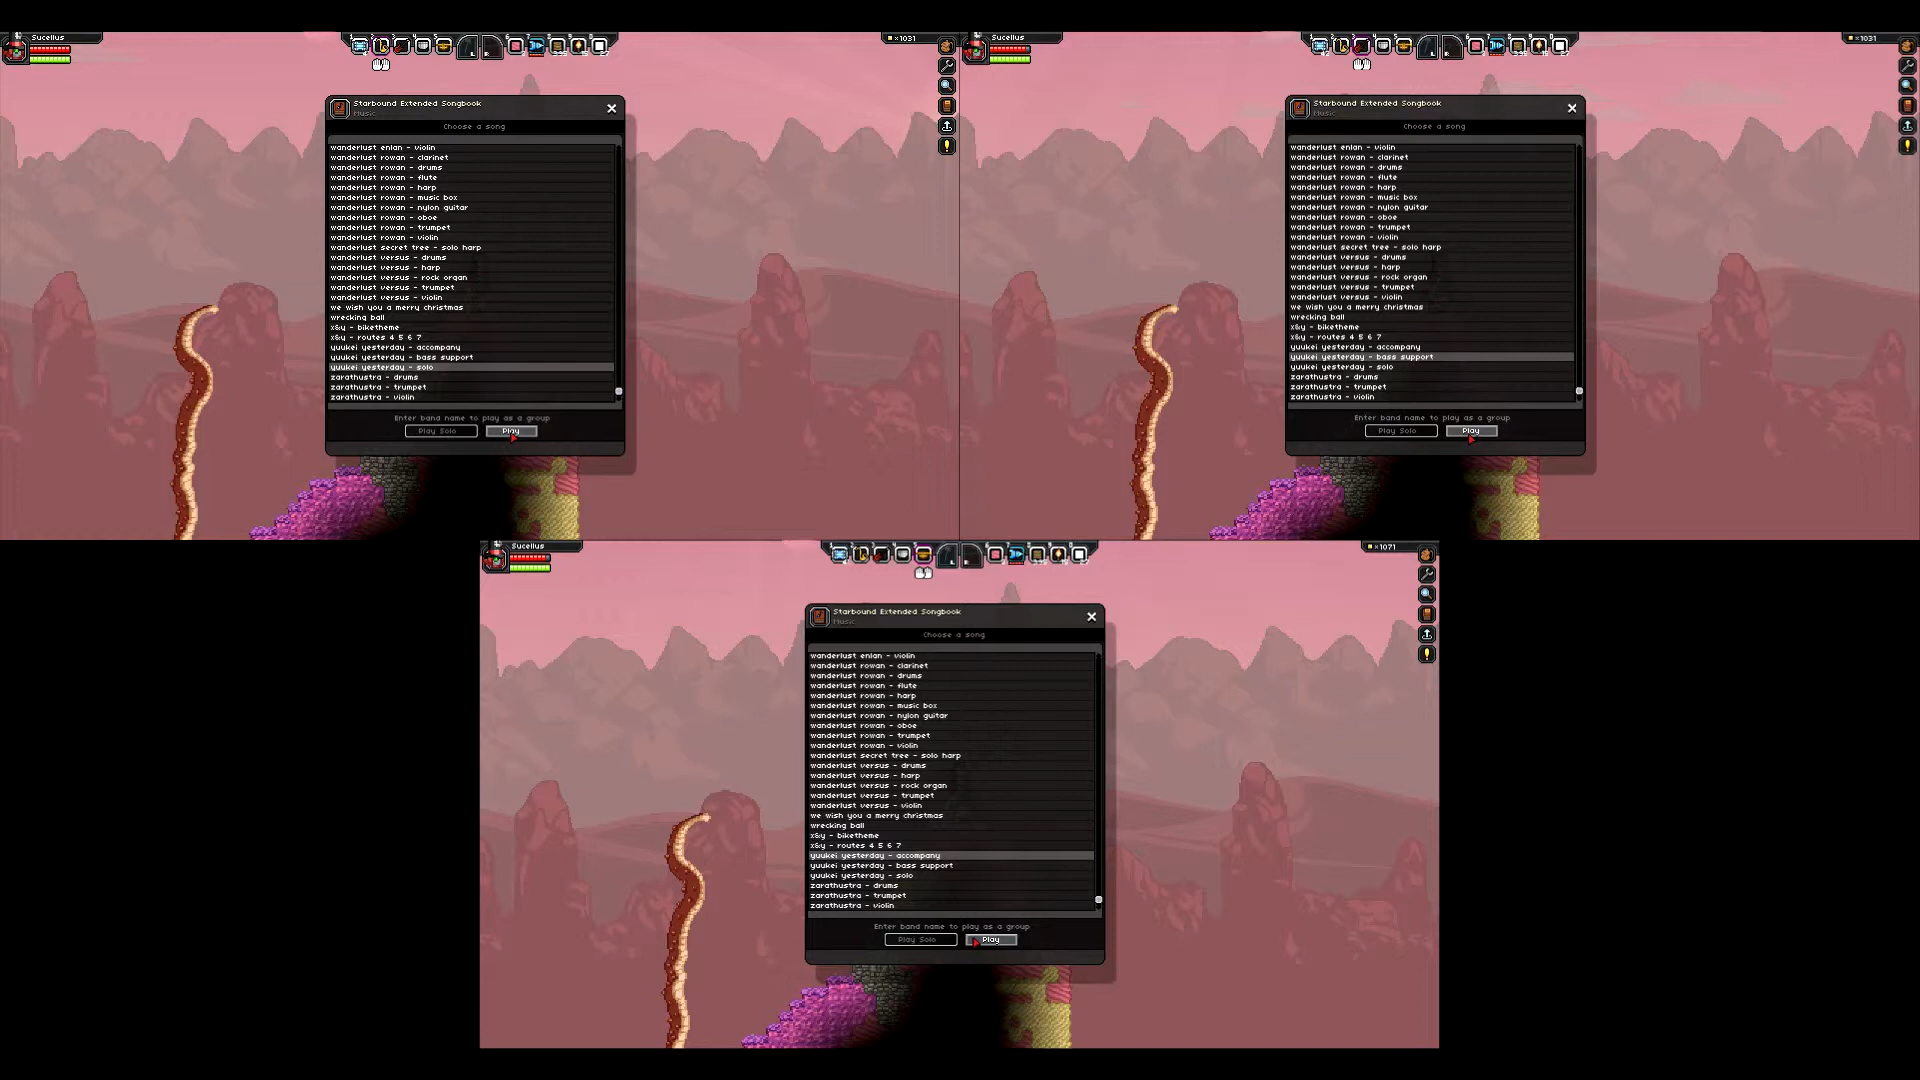 Sucellus
×1031
Starbound Extended Songbook
Music
Choose a song
wanderlust enlan - violin
wanderlust rowan - clarinet
wanderlust rowan - drums
wanderlust rowan - flute
wanderlust rowan - harp
wanderlust rowan - music box
wanderlust rowan - nylon guitar
wanderlust rowan - oboe
wanderlust rowan - trumpet
wanderlust rowan - violin
wanderlust secret tree - solo harp
wanderlust versus - drums
wanderlust versus - harp
wanderlust versus - rock organ
wanderlust versus - trumpet
wanderlust versus - violin
we wish you a merry christmas
wrecking ball
x&y - biketheme
x&y - routes 4 5 6 7
yuukei yesterday - accompany
yuukei yesterday - bass support
yuukei yesterday - solo
zarathustra - drums
zarathustra - trumpet
zarathustra - violin
Enter band name to play as a group
Play Solo
Play
Sucellus
×1031
Starbound Extended Songbook
Music
Choose a song
wanderlust enlan - violin
wanderlust rowan - clarinet
wanderlust rowan - drums
wanderlust rowan - flute
wanderlust rowan - harp
wanderlust rowan - music box
wanderlust rowan - nylon guitar
wanderlust rowan - oboe
wanderlust rowan - trumpet
wanderlust rowan - violin
wanderlust secret tree - solo harp
wanderlust versus - drums
wanderlust versus - harp
wanderlust versus - rock organ
wanderlust versus - trumpet
wanderlust versus - violin
we wish you a merry christmas
wrecking ball
x&y - biketheme
x&y - routes 4 5 6 7
yuukei yesterday - accompany
yuukei yesterday - bass support
yuukei yesterday - solo
zarathustra - drums
zarathustra - trumpet
zarathustra - violin
Enter band name to play as a group
Play Solo
Play
Sucellus
×1071
Starbound Extended Songbook
Music
Choose a song
wanderlust enlan - violin
wanderlust rowan - clarinet
wanderlust rowan - drums
wanderlust rowan - flute
wanderlust rowan - harp
wanderlust rowan - music box
wanderlust rowan - nylon guitar
wanderlust rowan - oboe
wanderlust rowan - trumpet
wanderlust rowan - violin
wanderlust secret tree - solo harp
wanderlust versus - drums
wanderlust versus - harp
wanderlust versus - rock organ
wanderlust versus - trumpet
wanderlust versus - violin
we wish you a merry christmas
wrecking ball
x&y - biketheme
x&y - routes 4 5 6 7
yuukei yesterday - accompany
yuukei yesterday - bass support
yuukei yesterday - solo
zarathustra - drums
zarathustra - trumpet
zarathustra - violin
Enter band name to play as a group
Play Solo
Play